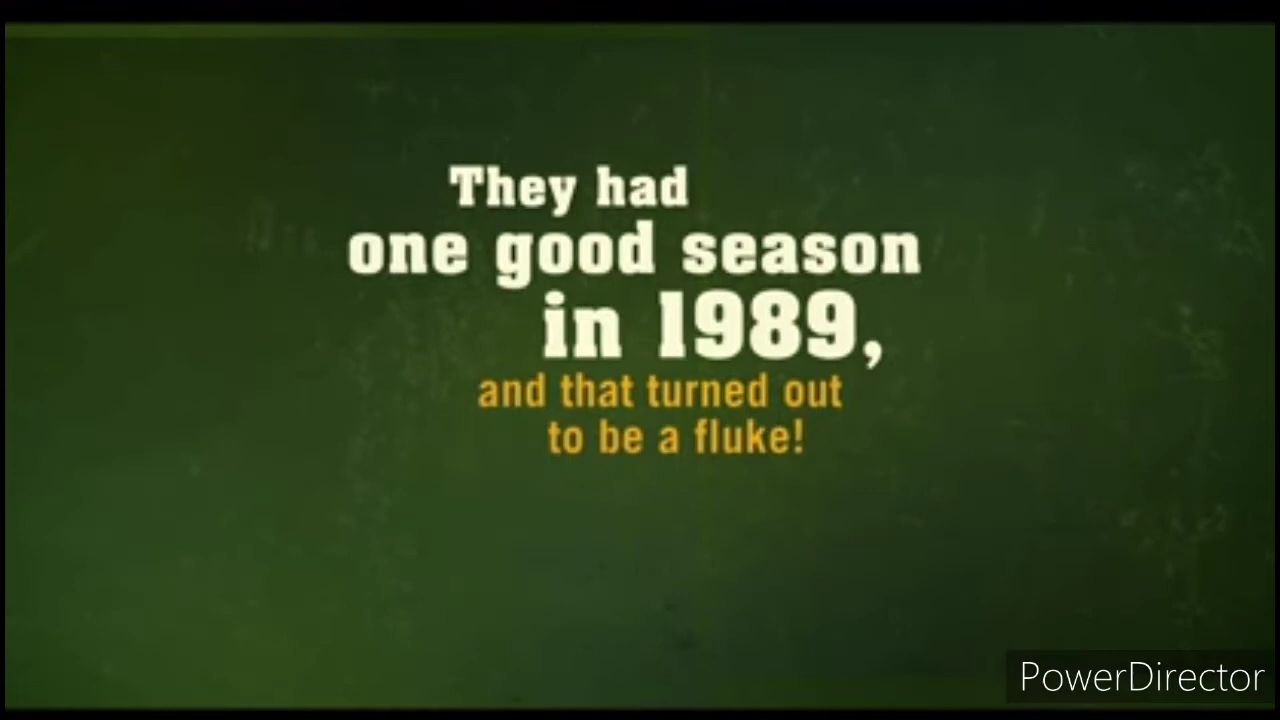 They had
one good season
in 1989,
and that turned out
to be a fluke!
PowerDirector